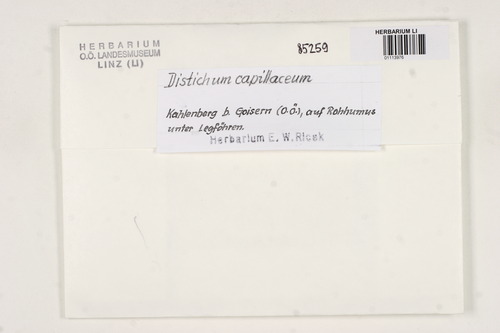 HERBARIUM
O.Ö. LANDESMUSEUM
LINZ (LI)
85259
HERBARIUM LI
Distichum capillaceum
Kahlenberg b. Goisern (O.Ö.), auf Rohhumus
unter Legföhren.
Herbarium E. W. Ricek